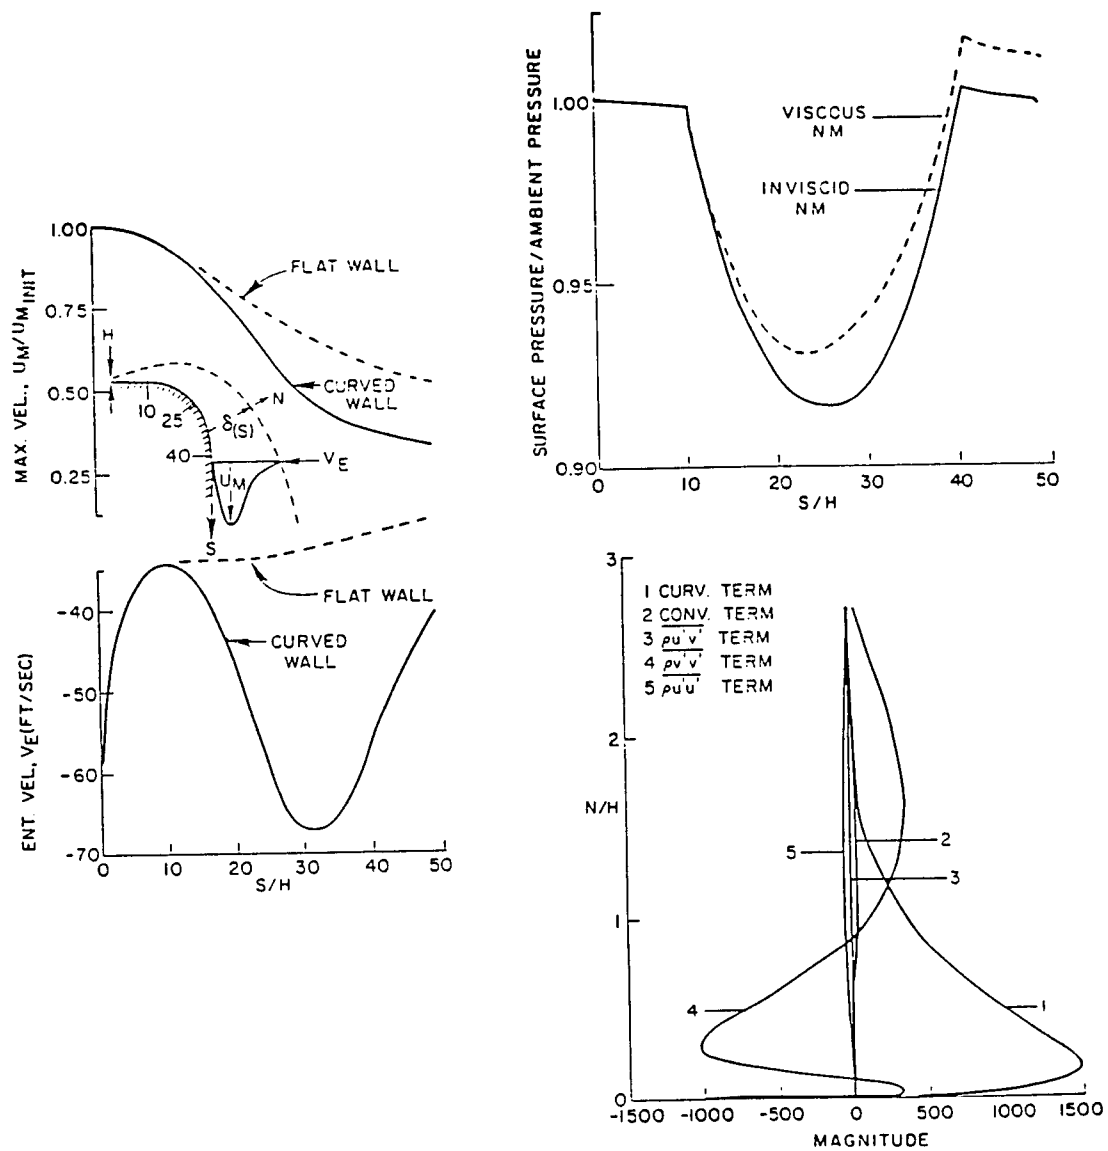 MAX. VEL., UM/UMINIT
1.00
0.75
0.50
0.25
FLAT WALL
CURVED
WALL
H
10
25
40
δ(S)
N
VE
UM
S
ENT. VEL, VE(FT/SEC)
-40
-50
-60
-70
FLAT WALL
CURVED
WALL
0 10 20 30 40 50
S/H
SURFACE PRESSURE/AMBIENT PRESSURE
1.00
0.95
0.90
VISCOUS
NM
INVISCID
NM
0 10 20 30 40 50
S/H
3
2
1
0
N/H
1 CURV. TERM
2 CONV. TERM
3 ρu'v' TERM
4 ρv'v' TERM
5 ρu'u' TERM
2
5
3
4
1
-1500 -1000 -500 0 500 1000 1500
MAGNITUDE